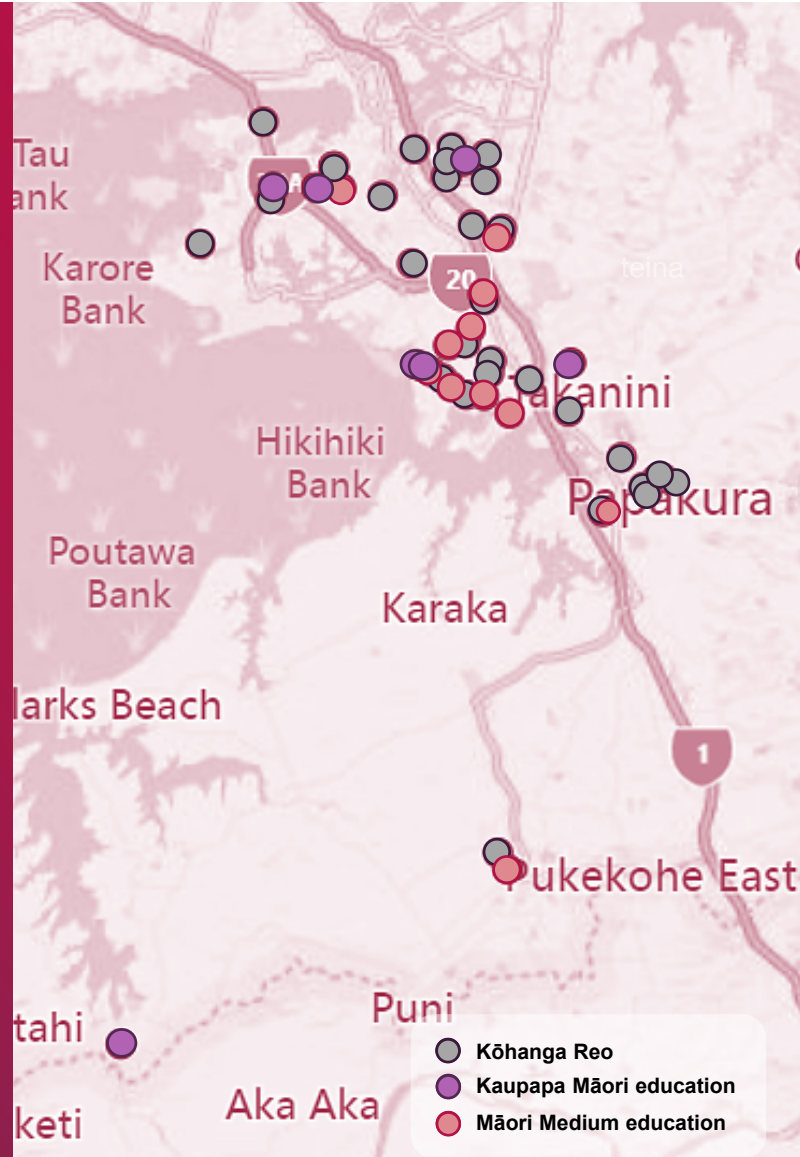 Tau
ank
Karore
Bank
20
teina
Takanini
Hikihiki
Bank
Papakura
Poutawa
Bank
Karaka
larks Beach
1
Pukekohe East
Puni
tahi
Aka Aka
keti
Kōhanga Reo
Kaupapa Māori education
Māori Medium education